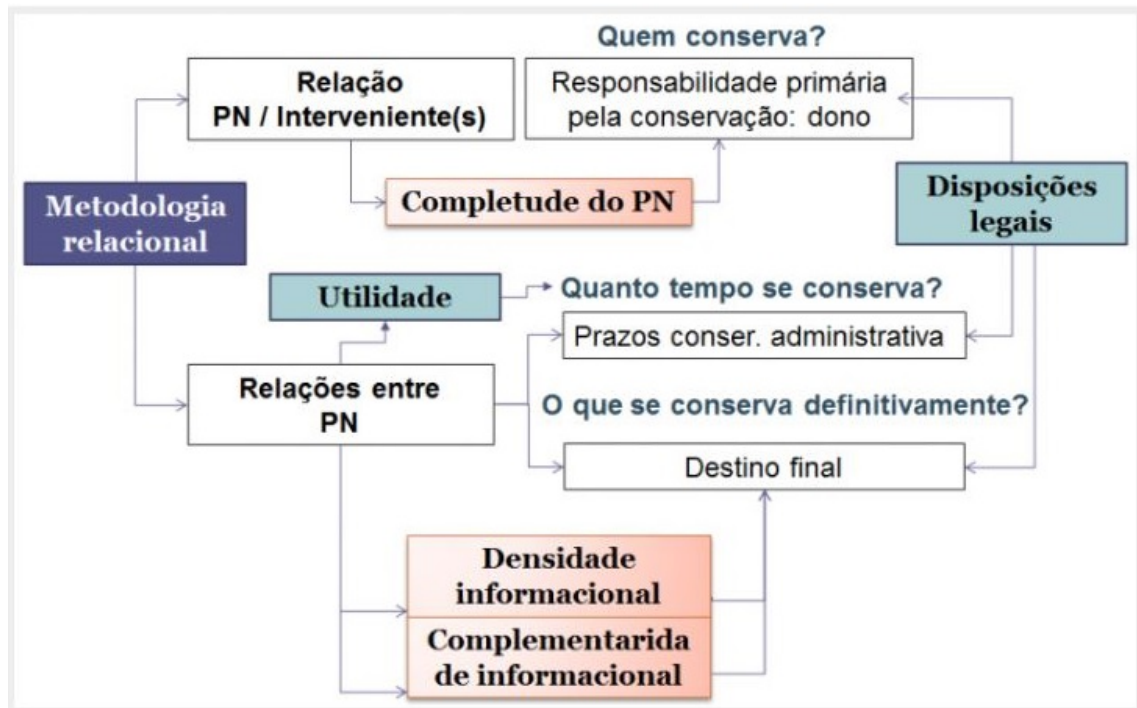 Quem conserva?
Relação
PN / Interveniente(s)
Responsabilidade primária
pela conservação: dono
Metodologia
relacional
Completude do PN
Disposições
legais
Utilidade
Quanto tempo se conserva?
Prazos conser. administrativa
Relações entre
PN
O que se conserva definitivamente?
Destino final
Densidade
informacional
Complementarida
de informacional